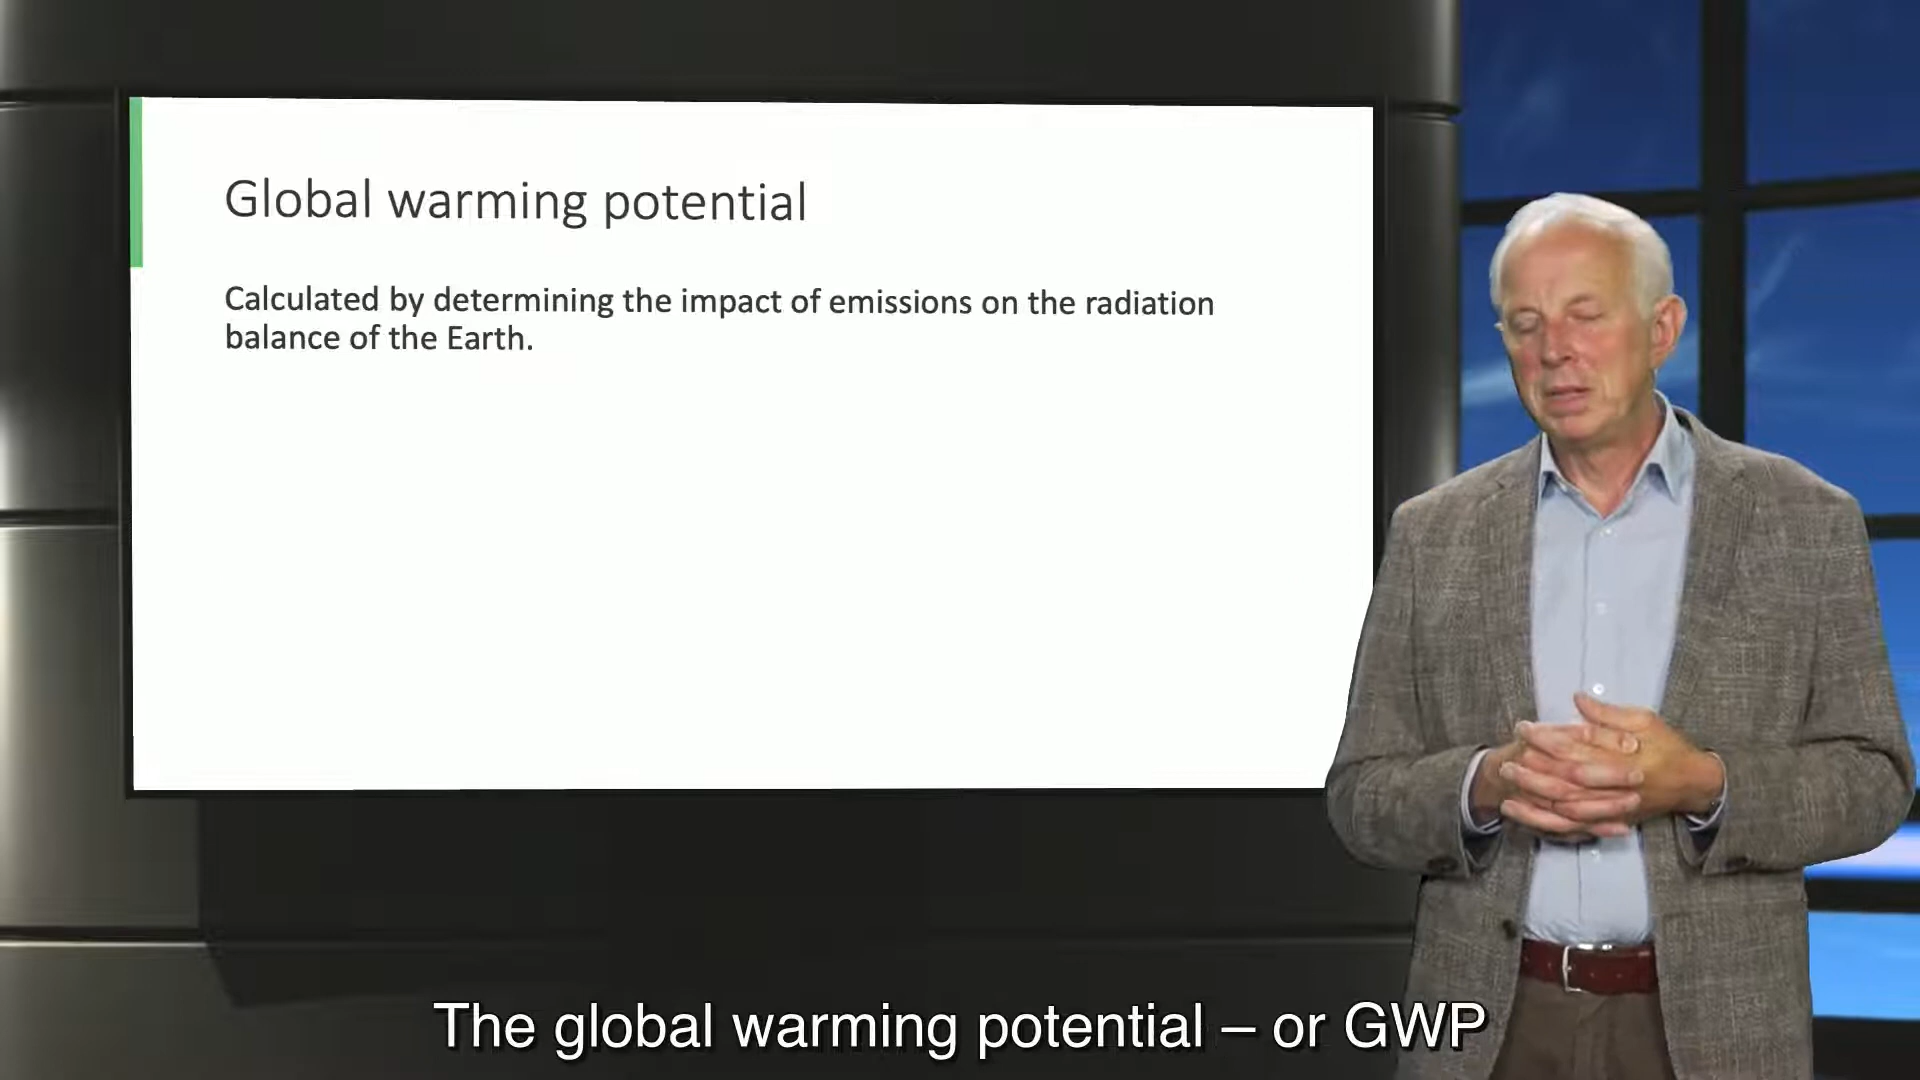 Global warming potential
Calculated by determining the impact of emissions on the radiation
balance of the Earth.
The global warming potential – or GWP